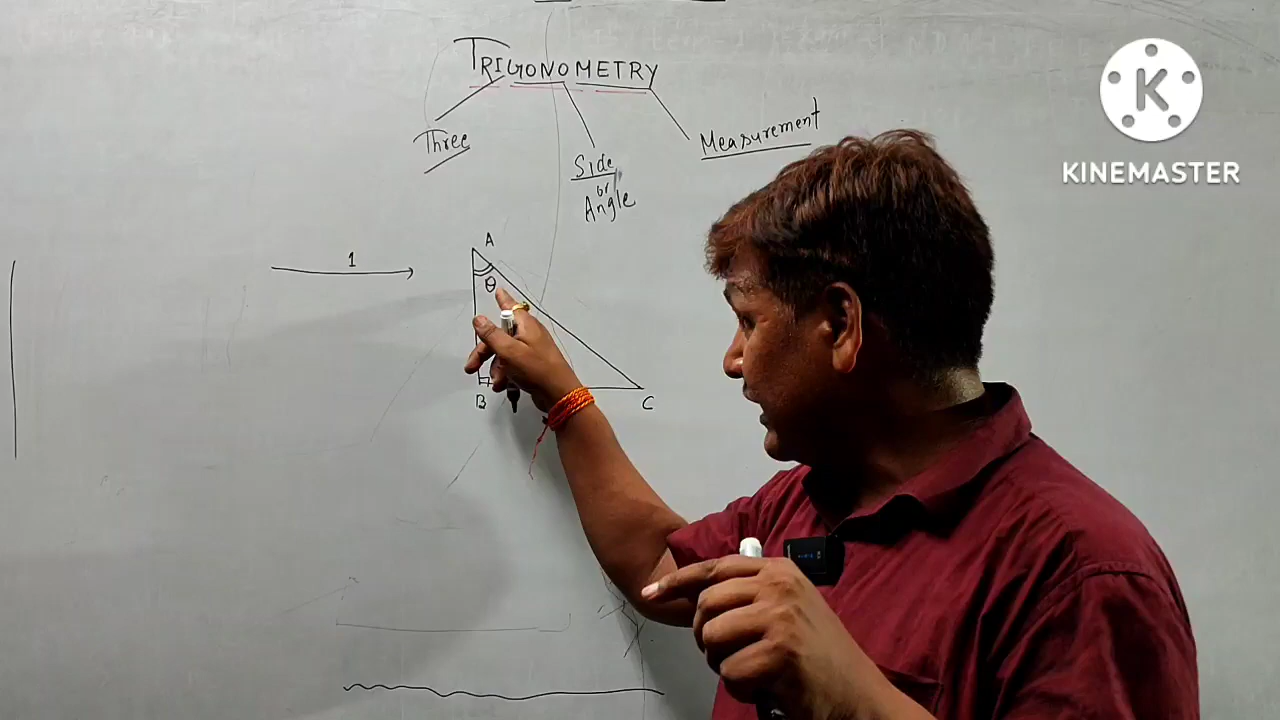 TRIGONOMETRY
Three
Side
or
Angle
Measurement
K
KINEMASTER
1
A
θ
B
C